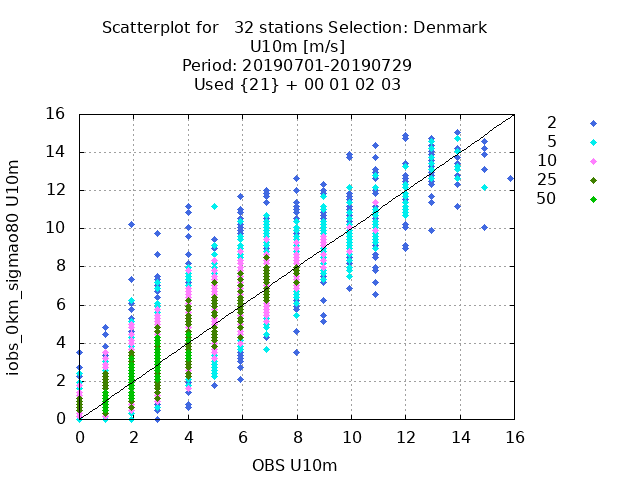 Scatterplot for   32 stations Selection: Denmark
U10m [m/s]
Period: 20190701-20190729
Used {21} + 00 01 02 03
16
14
12
10
8
6
4
2
0
iobs_0km_sigmao80 U10m
0 2 4 6 8 10 12 14 16
OBS U10m
2
5
10
25
50